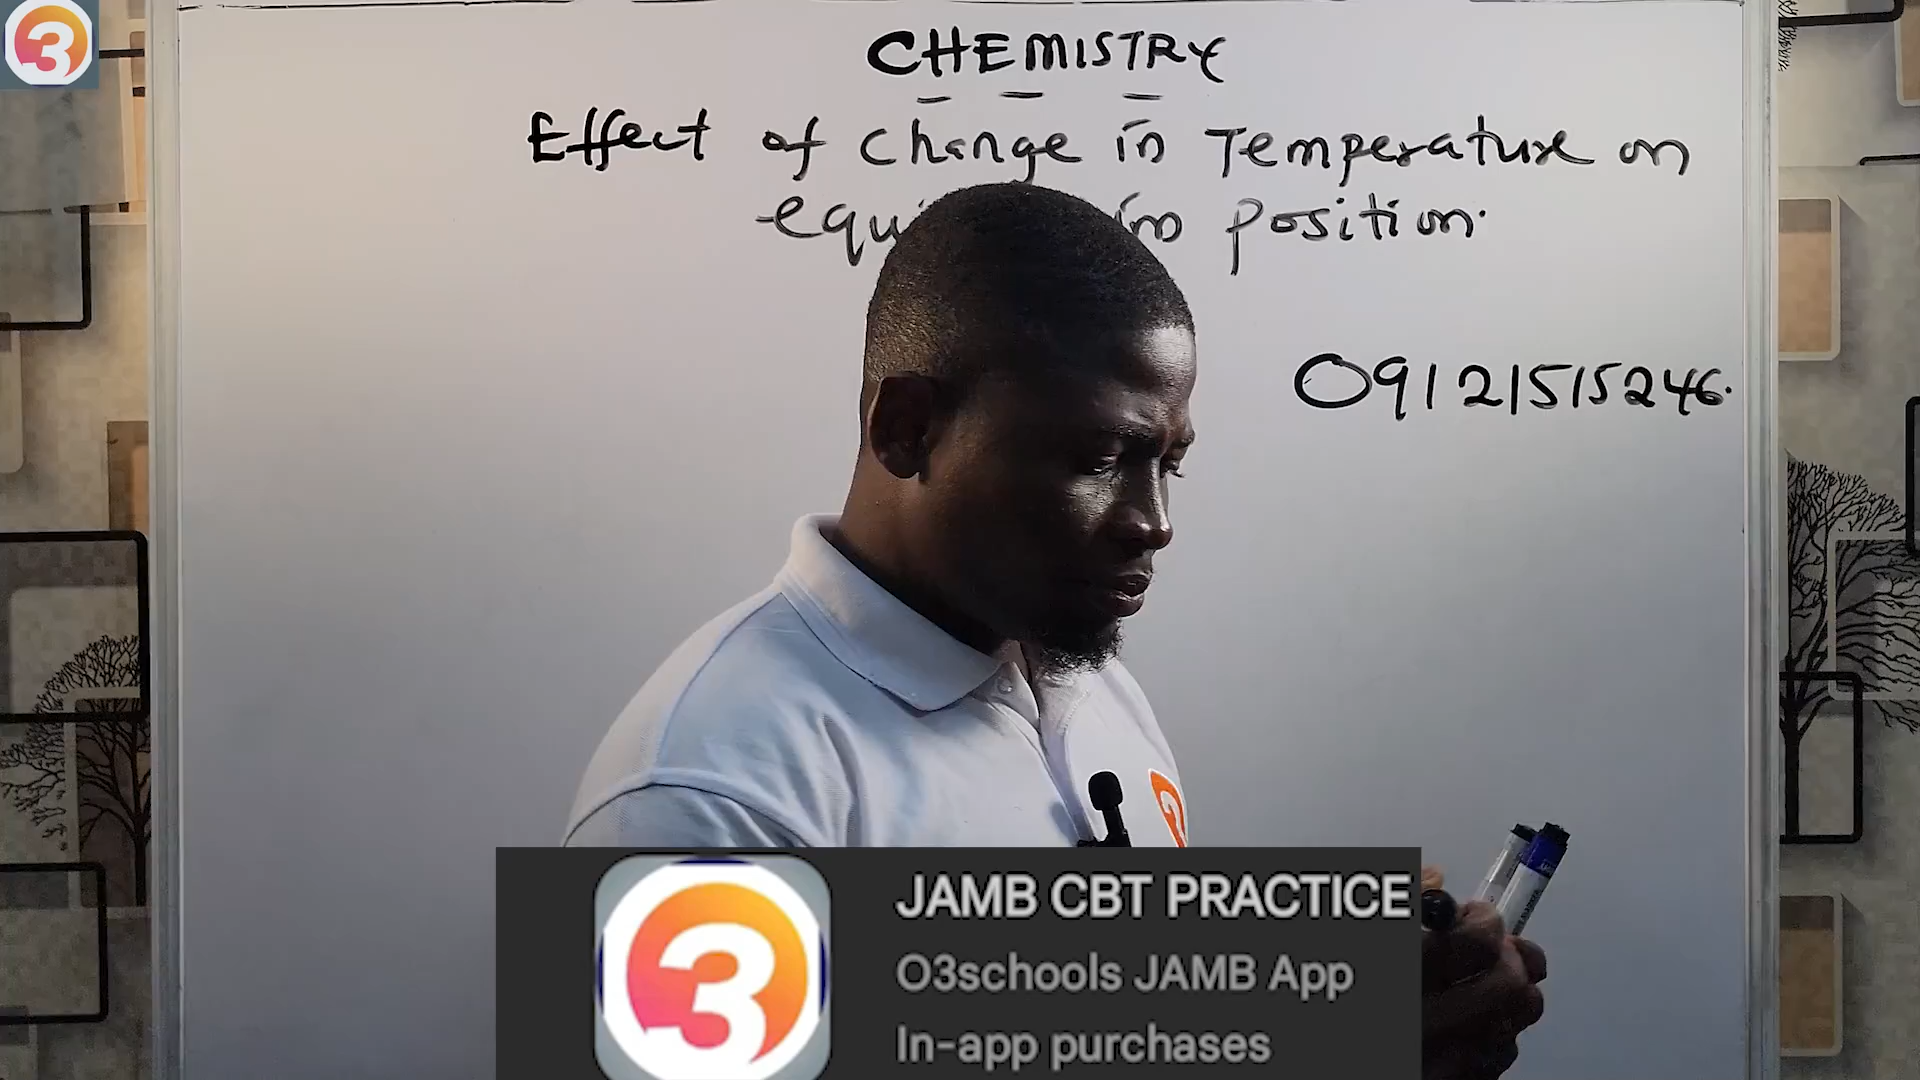 CHEMISTRY
Effect of change in Temperature on
position.
09121515246.
JAMB CBT PRACTICE
O3schools JAMB App
In-app purchases